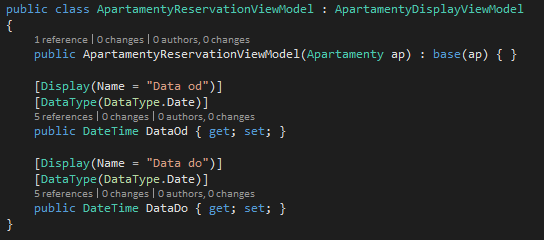 public class ApartamentyReservationViewModel : ApartamentyDisplayViewModel
{
1 reference | 0 changes | 0 authors, 0 changes
public ApartamentyReservationViewModel(Apartamenty ap) : base(ap) { }
[Display(Name = "Data od")]
[DataType(DataType.Date)]
5 references | 0 changes | 0 authors, 0 changes
public DateTime DataOd { get; set; }
[Display(Name = "Data do")]
[DataType(DataType.Date)]
5 references | 0 changes | 0 authors, 0 changes
public DateTime DataDo { get; set; }
}